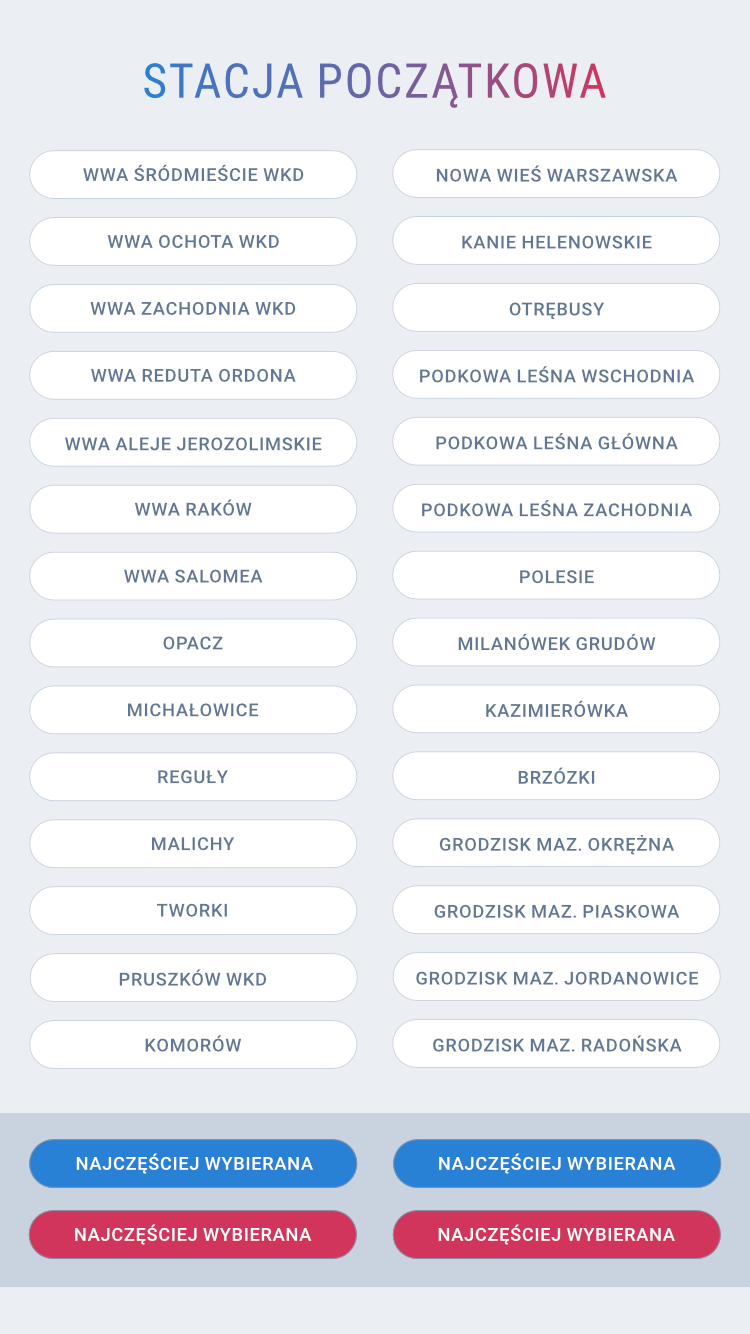 STACJA POCZĄTKOWA
WWA ŚRÓDMIEŚCIE WKD
WWA OCHOTA WKD
WWA ZACHODNIA WKD
WWA REDUTA ORDONA
WWA ALEJE JEROZOLIMSKIE
WWA RAKÓW
WWA SALOMEA
OPACZ
MICHAŁOWICE
REGUŁY
MALICHY
TWORKI
PRUSZKÓW WKD
KOMORÓW
NOWA WIEŚ WARSZAWSKA
KANIE HELENOWSKIE
OTRĘBUSY
PODKOWA LEŚNA WSCHODNIA
PODKOWA LEŚNA GŁÓWNA
PODKOWA LEŚNA ZACHODNIA
POLESIE
MILANÓWEK GRUDÓW
KAZIMIERÓWKA
BRZÓZKI
GRODZISK MAZ. OKRĘŻNA
GRODZISK MAZ. PIASKOWA
GRODZISK MAZ. JORDANOWICE
GRODZISK MAZ. RADOŃSKA
NAJCZĘŚCIEJ WYBIERANA
NAJCZĘŚCIEJ WYBIERANA
NAJCZĘŚCIEJ WYBIERANA
NAJCZĘŚCIEJ WYBIERANA